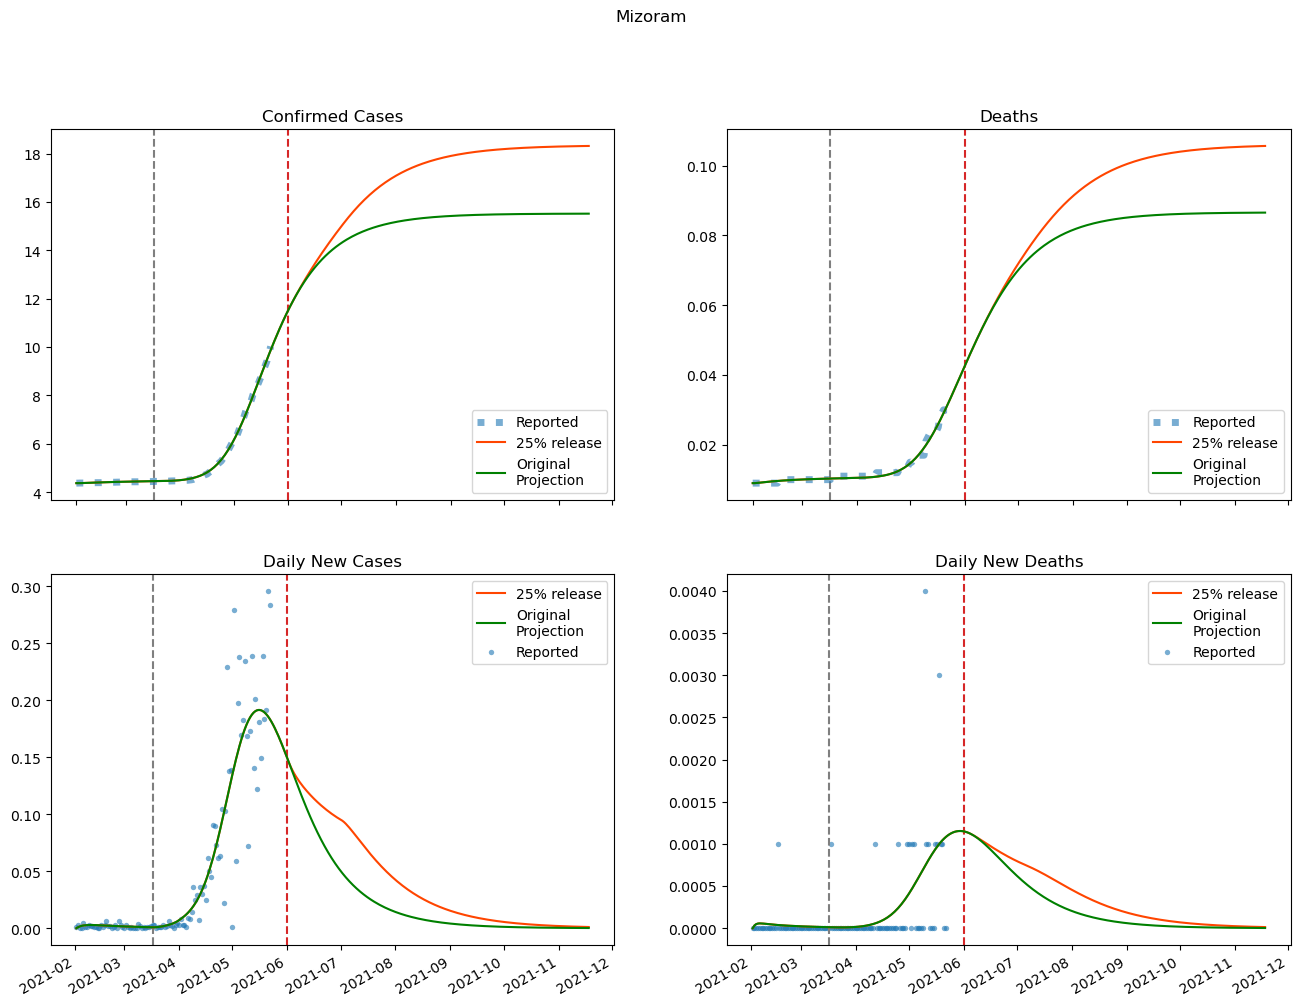 Mizoram
Confirmed Cases
18
16
14
12
10
8
6
4
Reported
25% release
Original
Projection
Deaths
0.10
0.08
0.06
0.04
0.02
Reported
25% release
Original
Projection
Daily New Cases
0.30
0.25
0.20
0.15
0.10
0.05
0.00
25% release
Original
Projection
Reported
2021-02
2021-03
2021-04
2021-05
2021-06
2021-07
2021-08
2021-09
2021-10
2021-11
2021-12
Daily New Deaths
0.0040
0.0035
0.0030
0.0025
0.0020
0.0015
0.0010
0.0005
0.0000
25% release
Original
Projection
Reported
2021-02
2021-03
2021-04
2021-05
2021-06
2021-07
2021-08
2021-09
2021-10
2021-11
2021-12